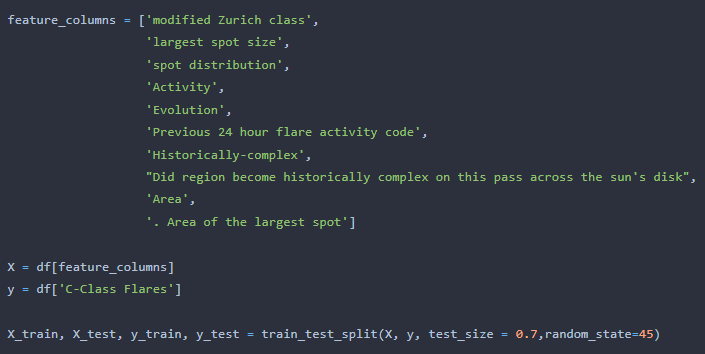 feature_columns = ['modified Zurich class',
'largest spot size',
'spot distribution',
'Activity',
'Evolution',
'Previous 24 hour flare activity code',
'Historically-complex',
"Did region become historically complex on this pass across the sun's disk",
'Area',
'. Area of the largest spot']
X = df[feature_columns]
y = df['C-Class Flares']
X_train, X_test, y_train, y_test = train_test_split(X, y, test_size = 0.7,random_state=45)